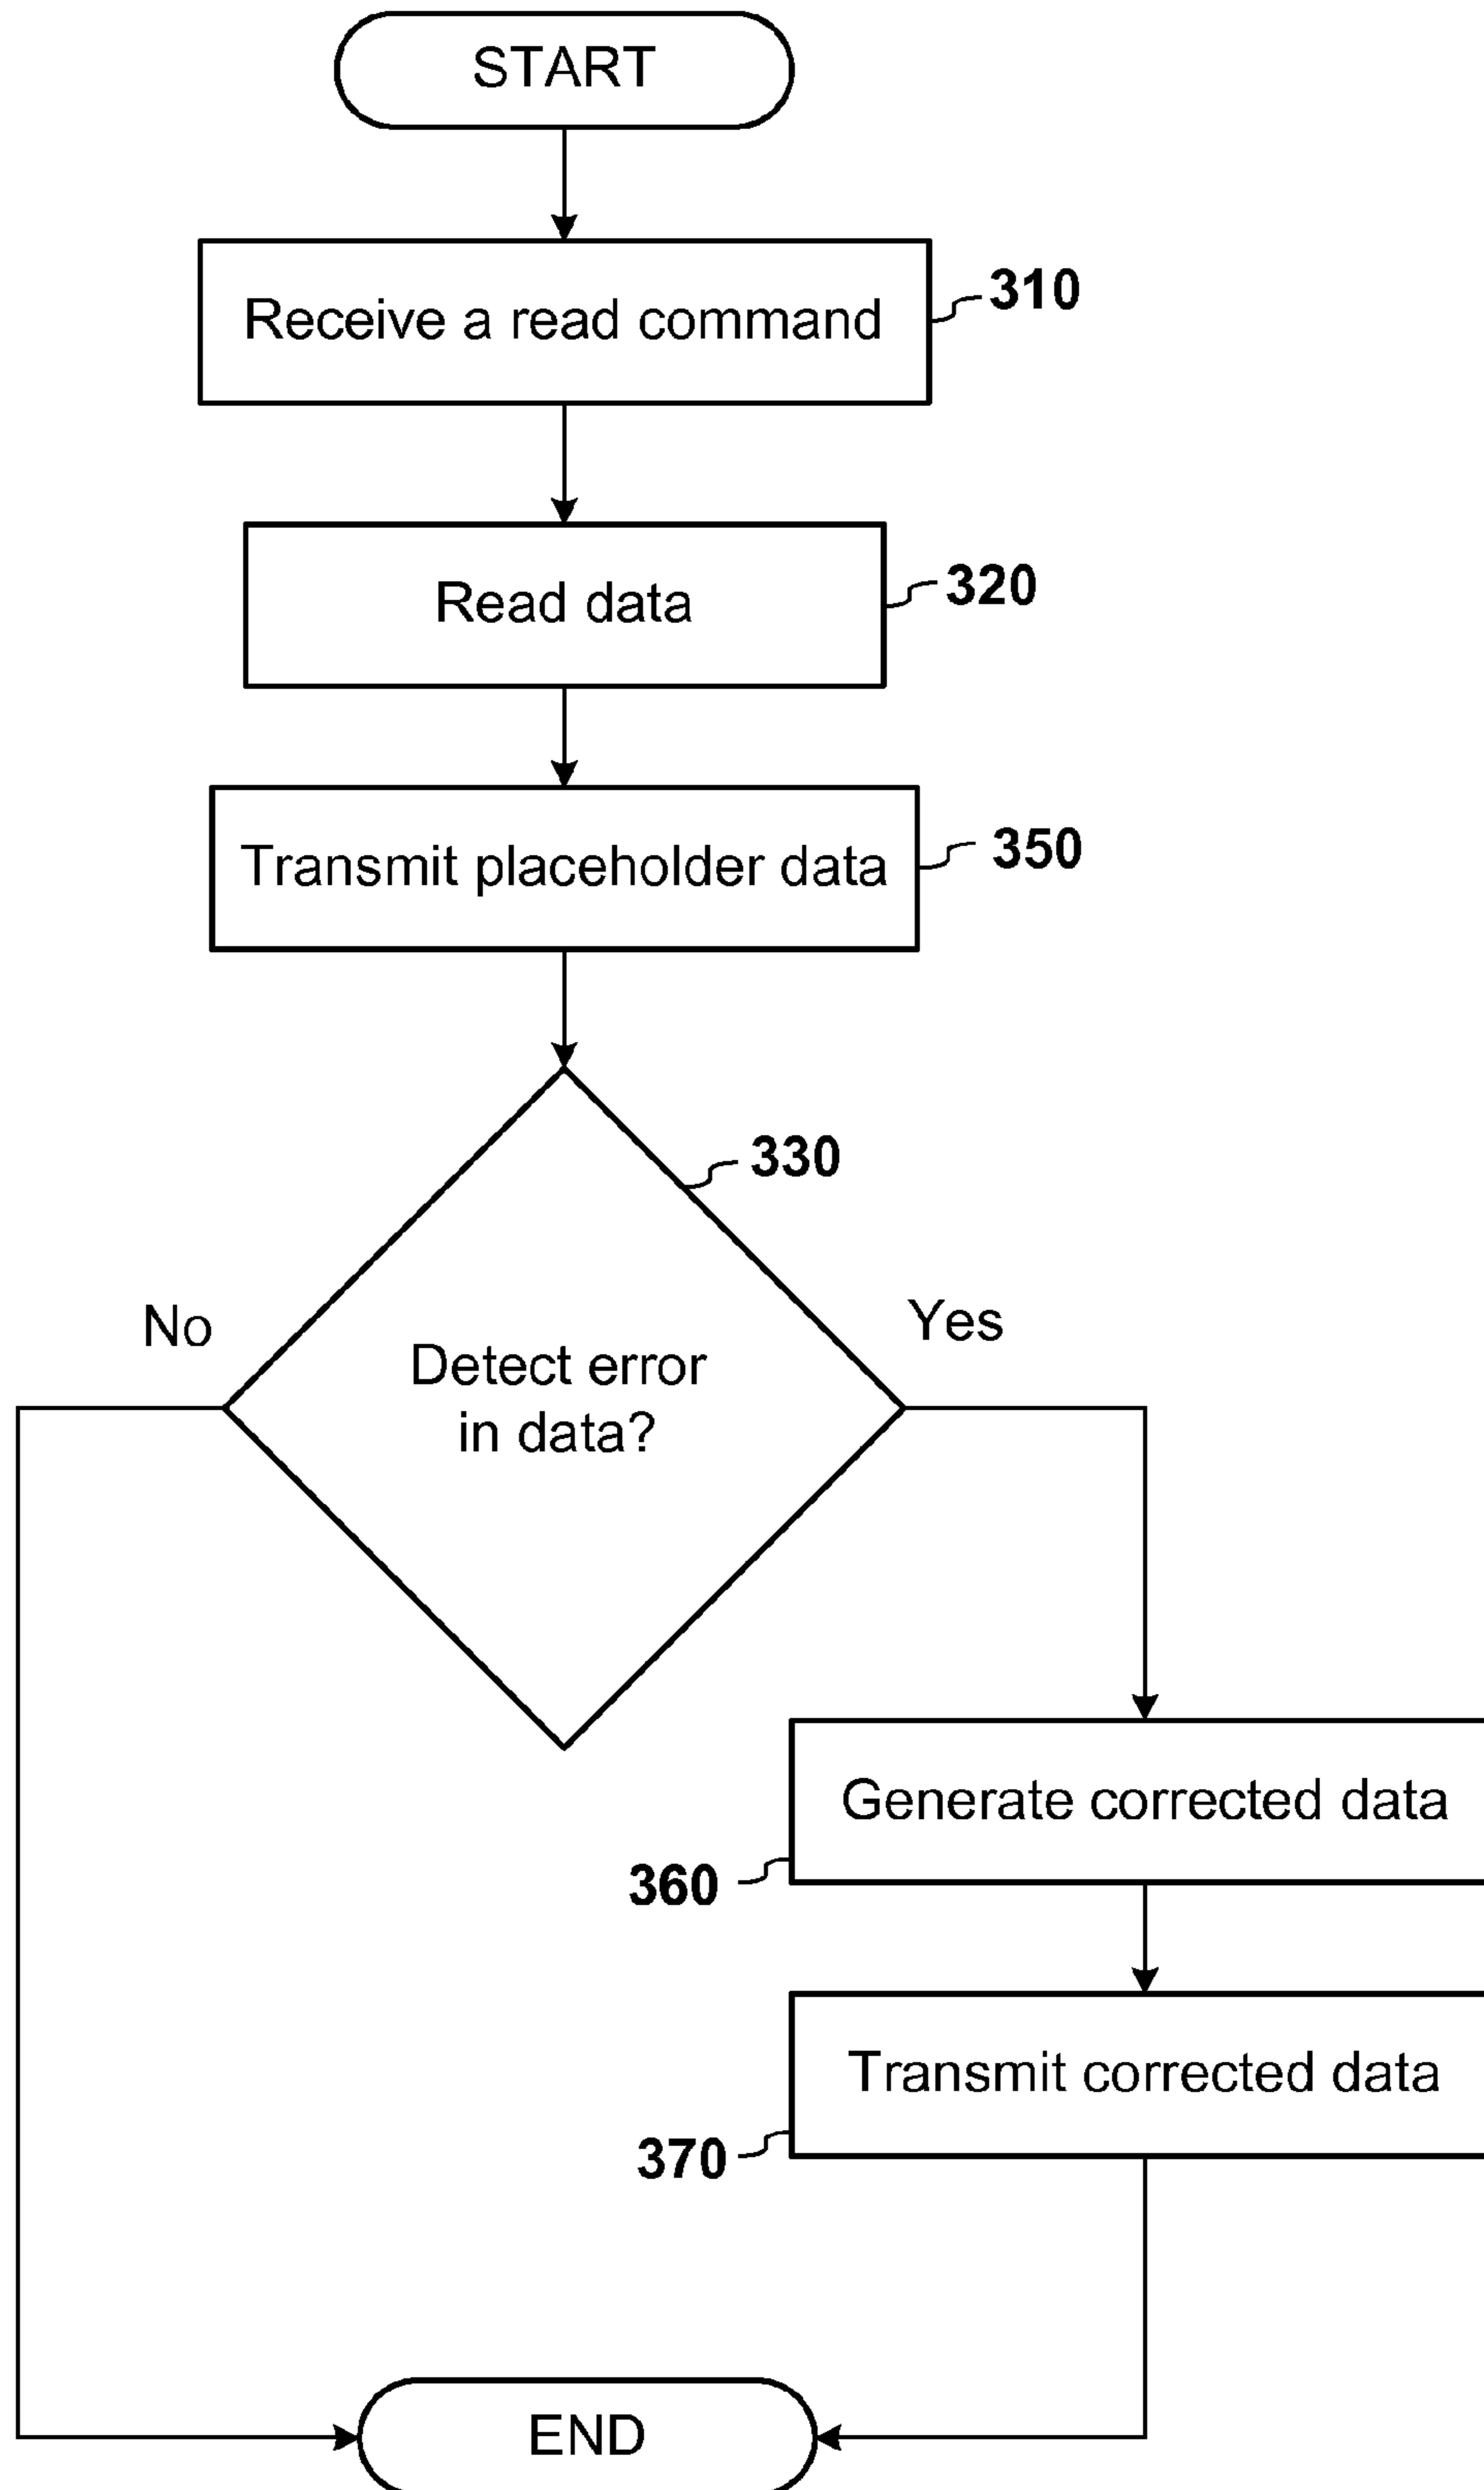 START
Receive a read command
310
Read data
320
Transmit placeholder data
350
330
No
Yes
Detect error
in data?
Generate corrected data
360
Transmit corrected data
370
END